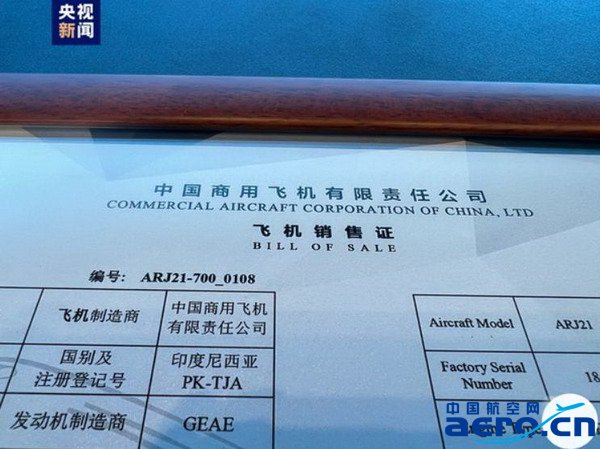 央视
新闻
中国商用飞机有限责任公司
COMMERCIAL AIRCRAFT CORPORATION OF CHINA, LTD
飞机销售证
BILL OF SALE
编号: ARJ21-700_0108
飞机制造商
中国商用飞机
有限责任公司
Aircraft Model
ARJ21
国别及
注册登记号
印度尼西亚
PK-TJA
Factory Serial
Number
18
发动机制造商
GEAE
中国航空网
aero.cn